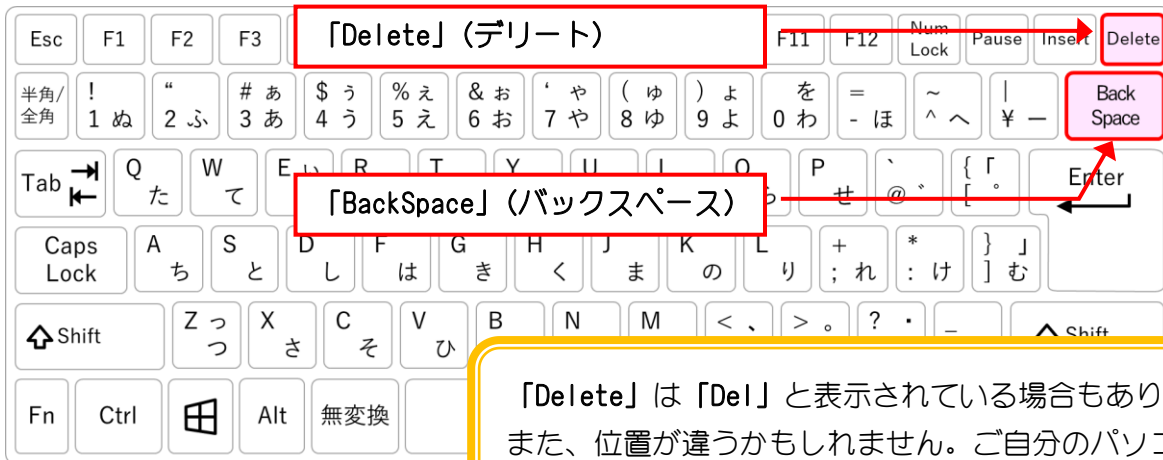 Esc F1 F2 F3 「Delete」(デリート) F11 F12 Num Lock Pause Insert Delete
半角/全角 ! 1 ぬ “ 2 ふ # ぁ 3 あ $ ぅ 4 う % ぇ 5 え & ぉ 6 お ‘ ゃ 7 や ( ゅ 8 ゆ ) ょ 9 よ を 0 わ = - ほ ~ ^ へ | ¥ ー Back Space
Tab Q た W て E ぃ R T Y U I O ら P せ ` @ ゛ { 「 [ ゜ Enter
「BackSpace」(バックスペース)
Caps Lock A ち S と D し F は G き H く J ま K の L り + ; れ * : け } 」 ] む
Shift Z っ つ X さ C そ V ひ B N M < 、 > 。 ? ・ _ Shift
Fn Ctrl Alt 無変換
「Delete」は「Del」と表示されている場合もあり
また、位置が違うかもしれません。ご自分のパソコ